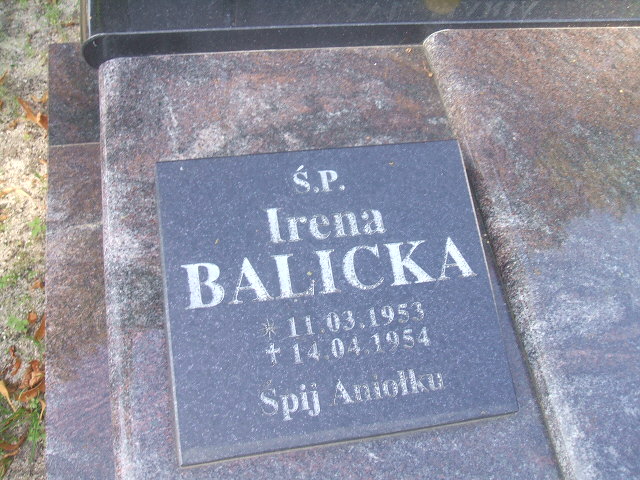 Ś.P.
Irena
BALICKA
* 11.03.1953
✝ 14.04.1954
Śpij Aniołku